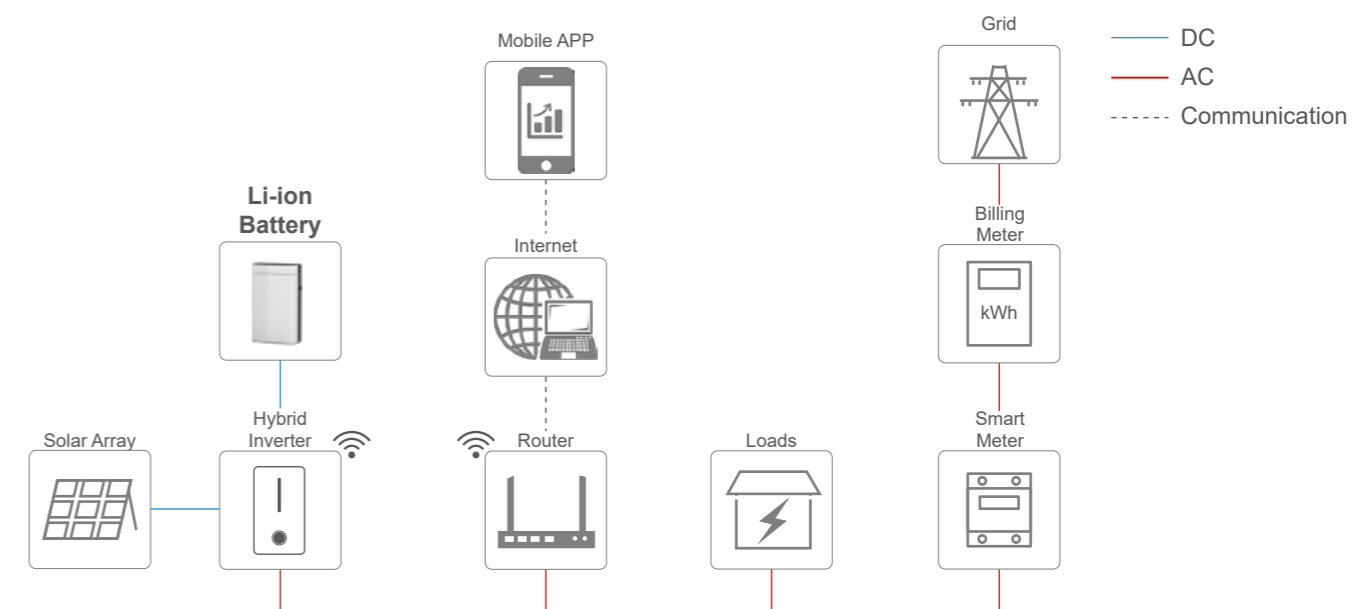 Grid
Mobile APP
DC
AC
Communication
Li-ion
Battery
Internet
Billing
Meter
kWh
Solar Array
Hybrid
Inverter
Router
Loads
Smart
Meter